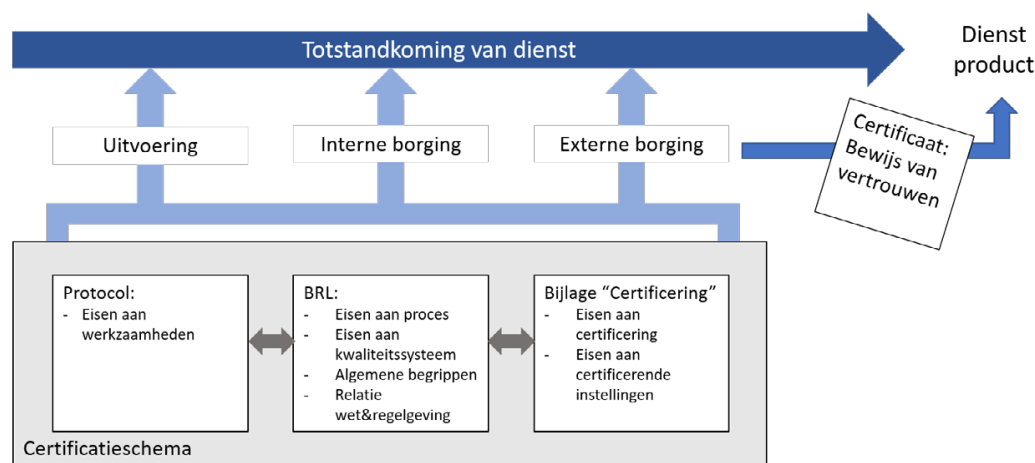 Totstandkoming van dienst
Dienst
product
Uitvoering
Interne borging
Externe borging
Certificaat:
Bewijs van
vertrouwen
Protocol:
- Eisen aan
werkzaamheden
BRL:
- Eisen aan proces
- Eisen aan
kwaliteitssysteem
- Algemene begrippen
- Relatie
wet&regelgeving
Bijlage “Certificering”
- Eisen aan
certificering
- Eisen aan
certificerende
instellingen
Certificatieschema